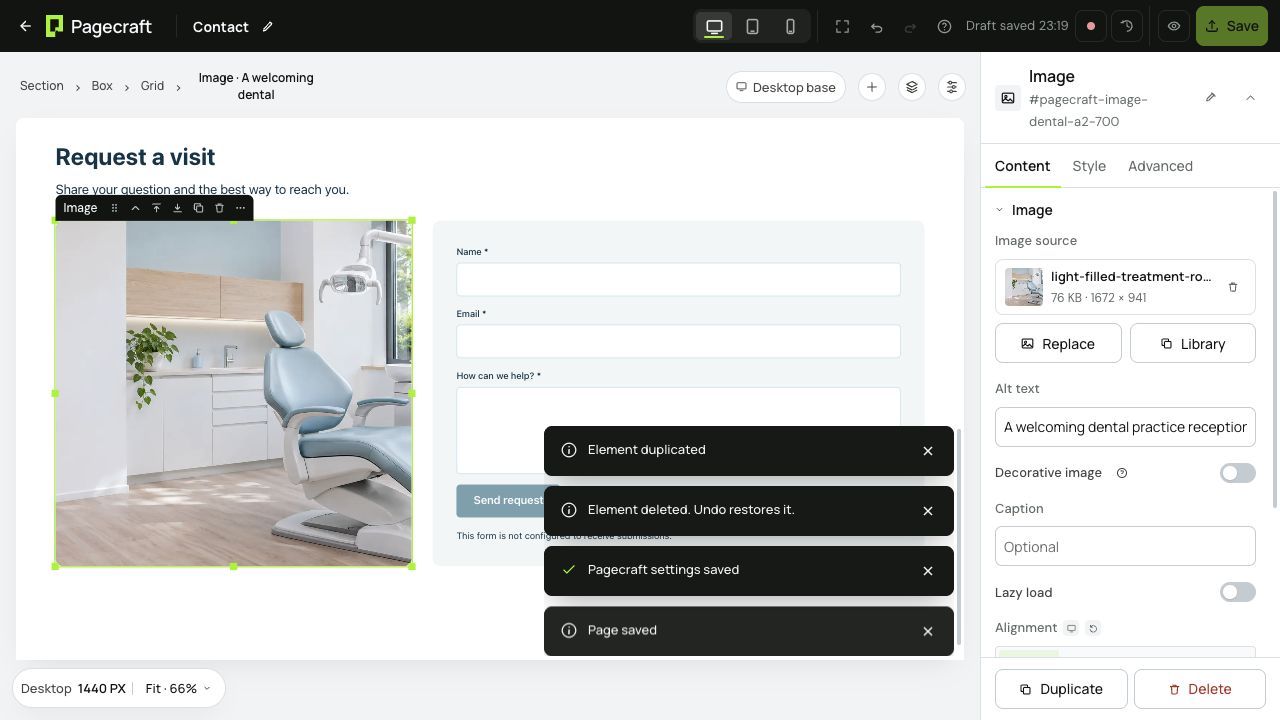 Pagecraft
Contact
Draft saved 23:19
Save
Section
Box
Grid
Image · A welcoming
dental
Desktop base
Request a visit
Share your question and the best way to reach you.
Image
Name *
Email *
How can we help? *
Send request
This form is not configured to receive submissions.
Element duplicated
Element deleted. Undo restores it.
Pagecraft settings saved
Page saved
Desktop 1440 PX
Fit · 66%
Image
#pagecraft-image-
dental-a2-700
Content
Style
Advanced
Image
Image source
light-filled-treatment-ro...
76 KB · 1672 × 941
Replace
Library
Alt text
A welcoming dental practice reception
Decorative image
Caption
Optional
Lazy load
Alignment
Duplicate
Delete